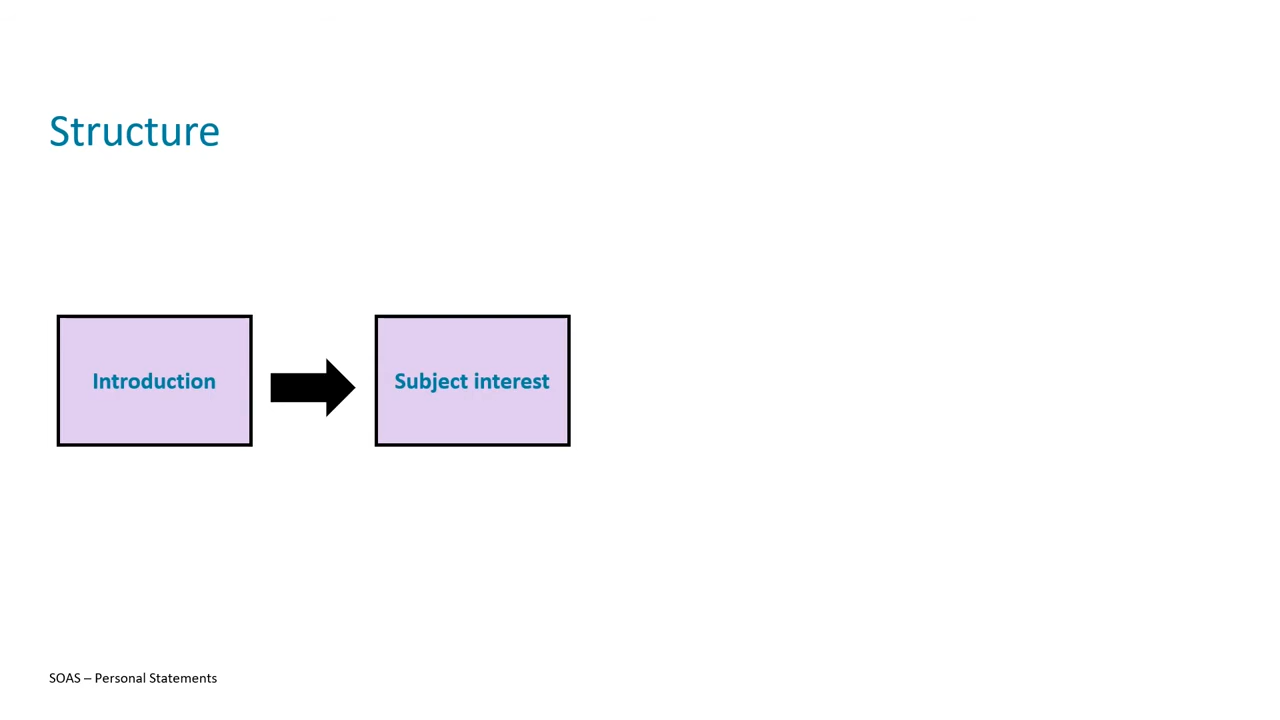 Structure
Introduction
Subject interest
SOAS – Personal Statements